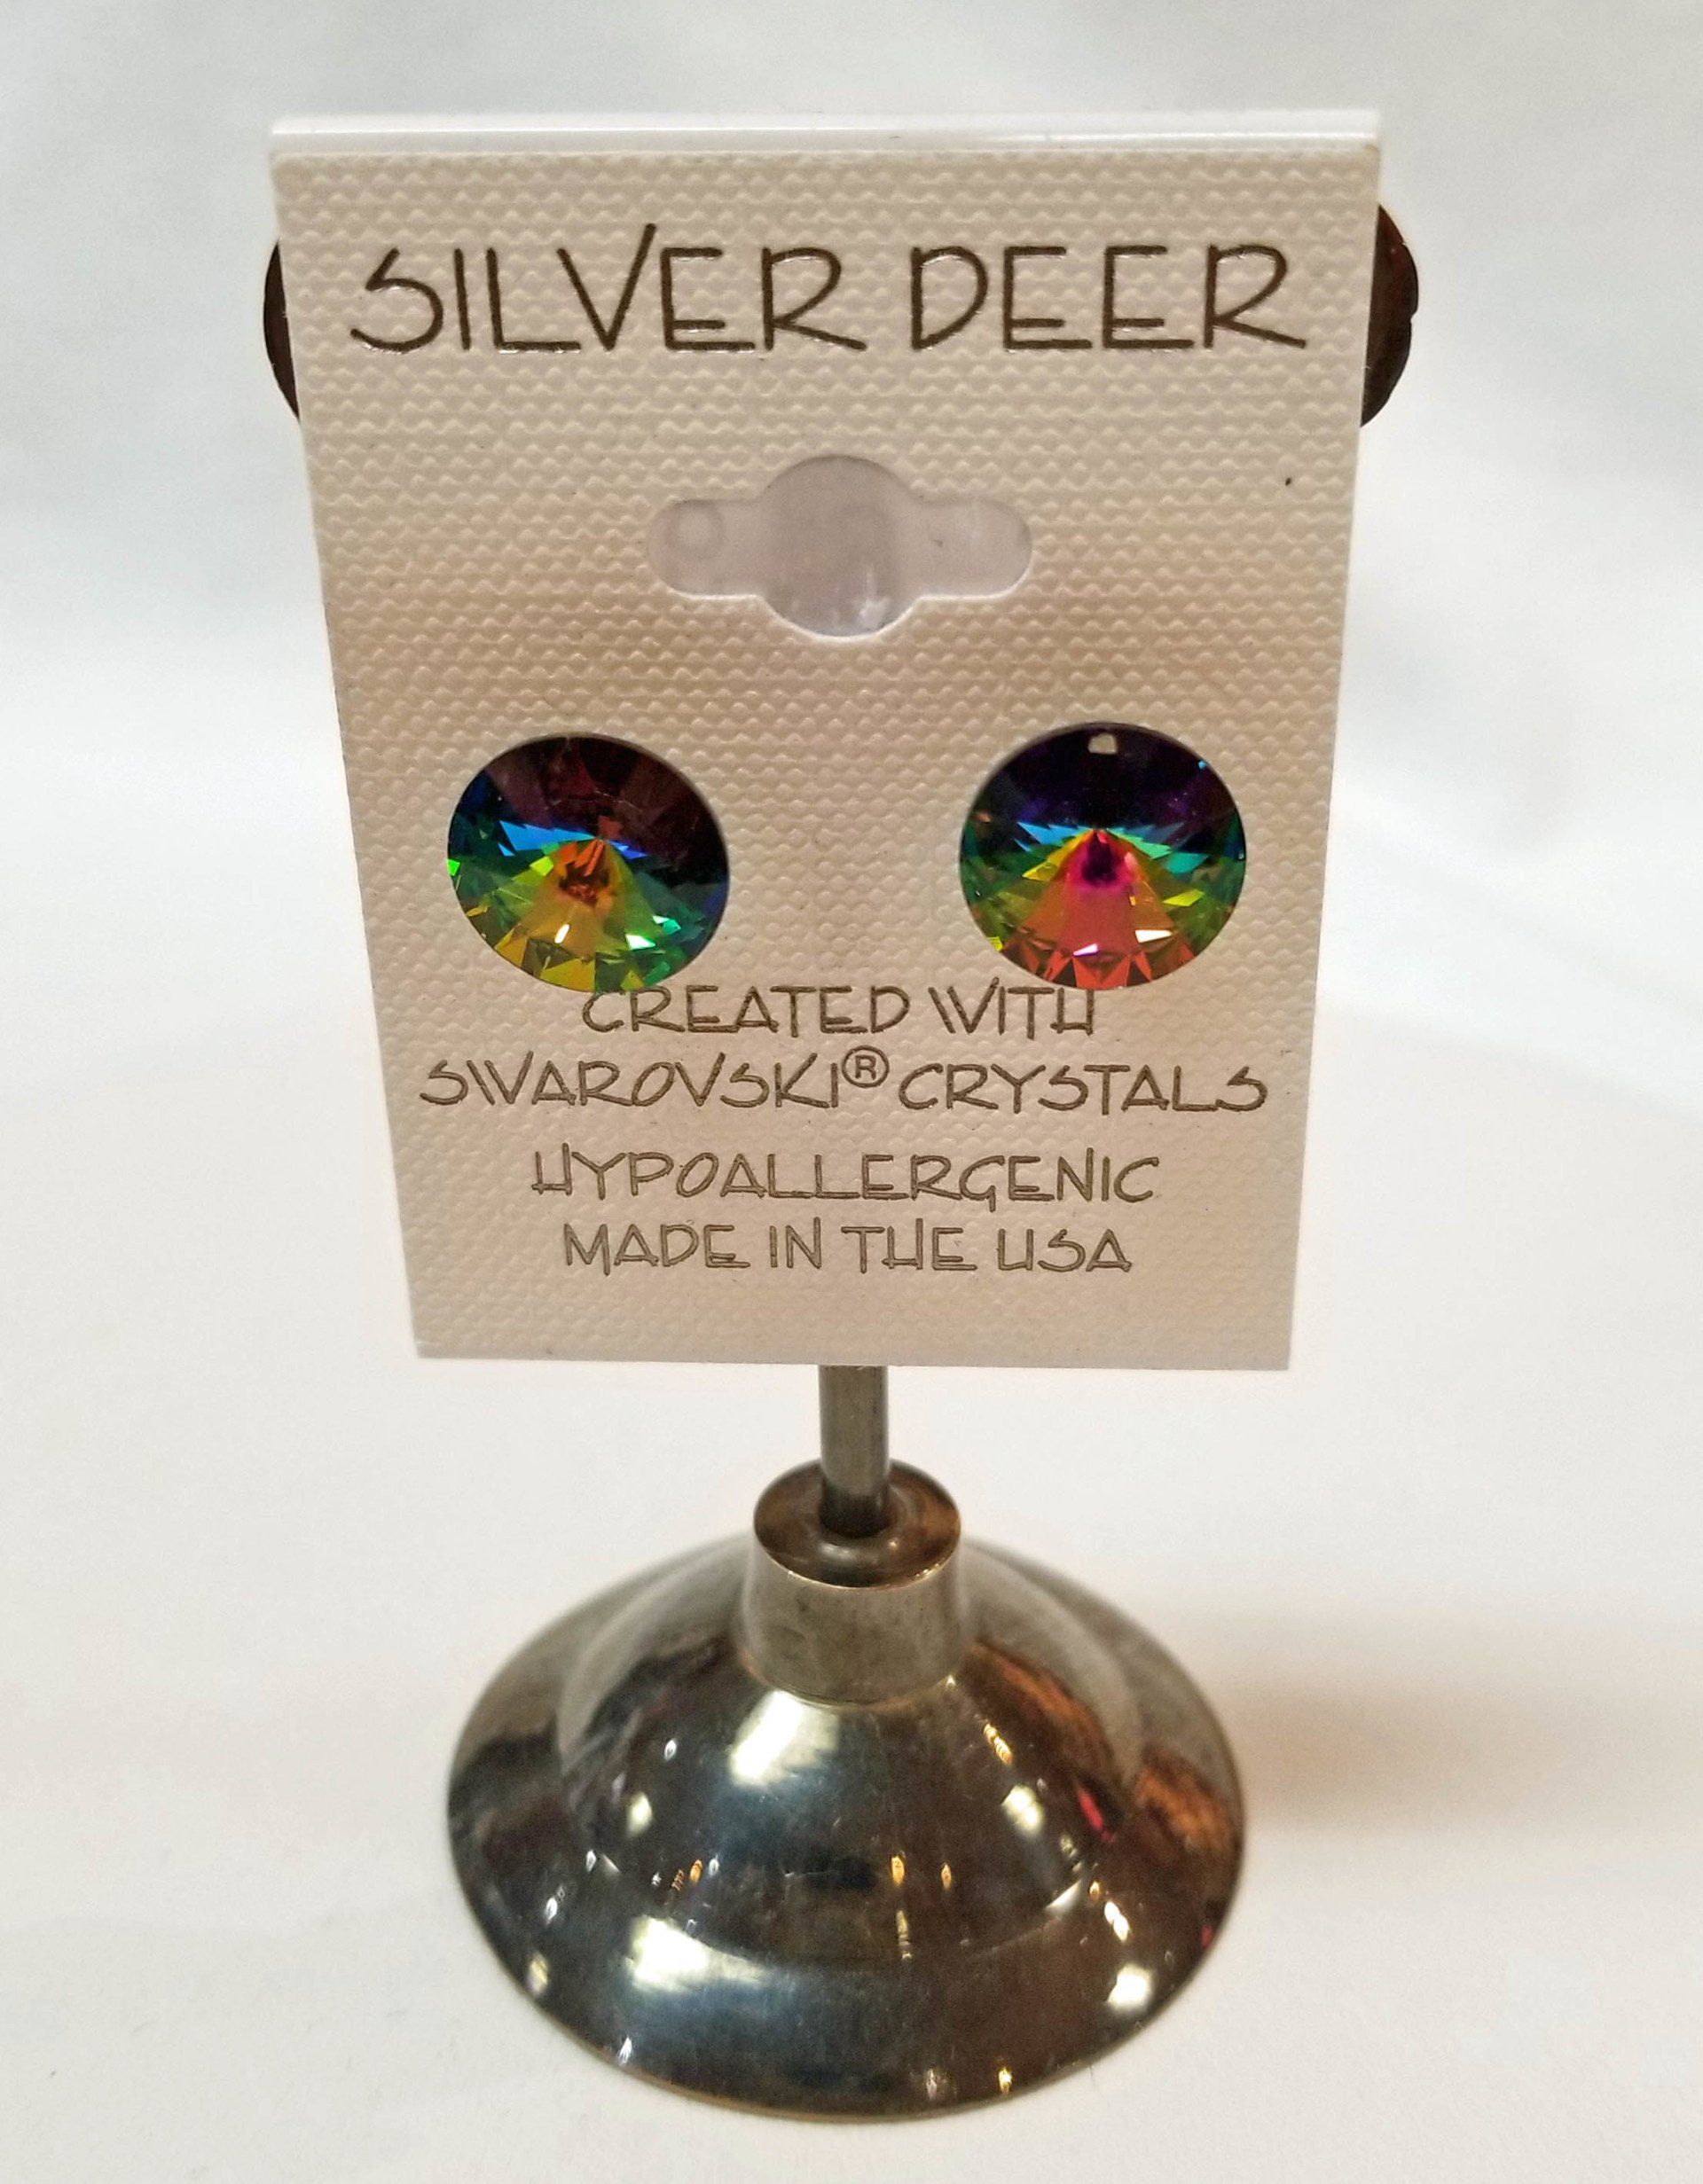 SILVER DEER
CREATED WITH
SWAROVSKI® CRYSTALS
HYPOALLERGENIC
MADE IN THE USA